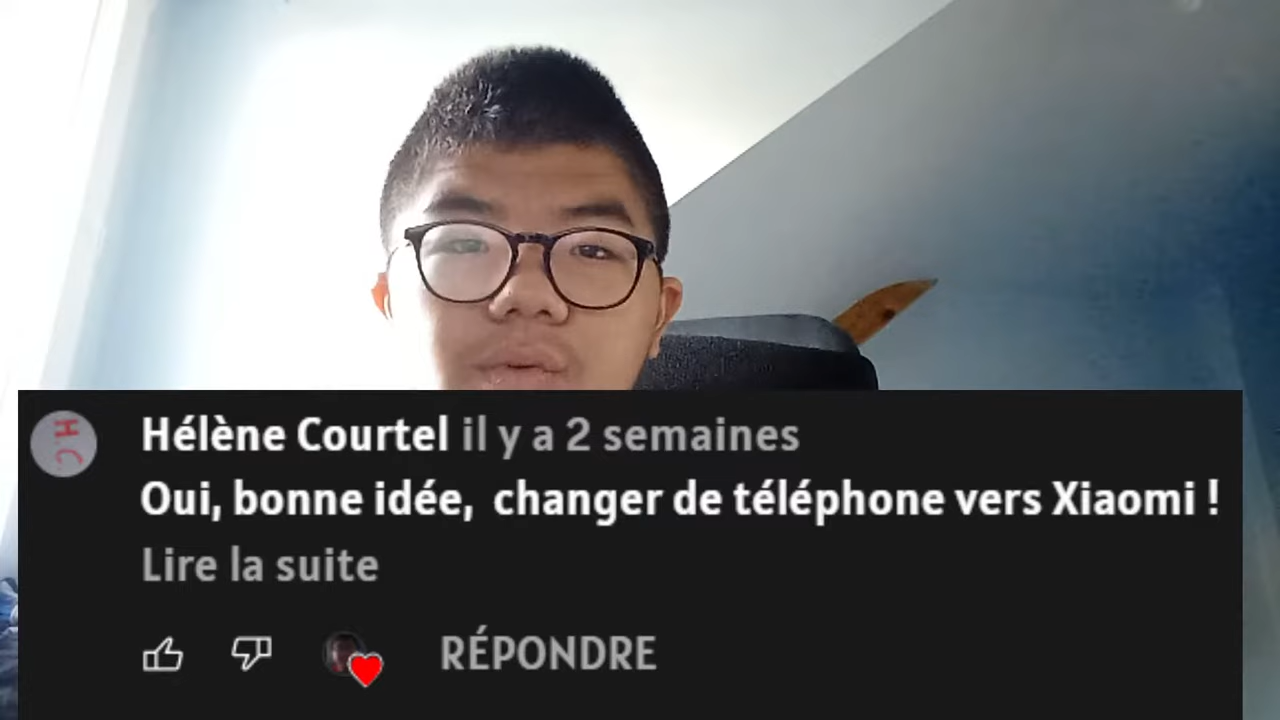 H.C.
Hélène Courtel il y a 2 semaines
Oui, bonne idée,  changer de téléphone vers Xiaomi !
Lire la suite
RÉPONDRE